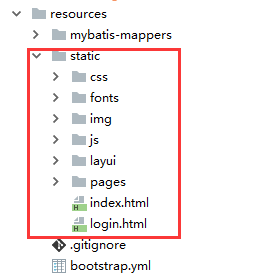 resources
mybatis-mappers
static
css
fonts
img
js
layui
pages
index.html
login.html
.gitignore
bootstrap.yml